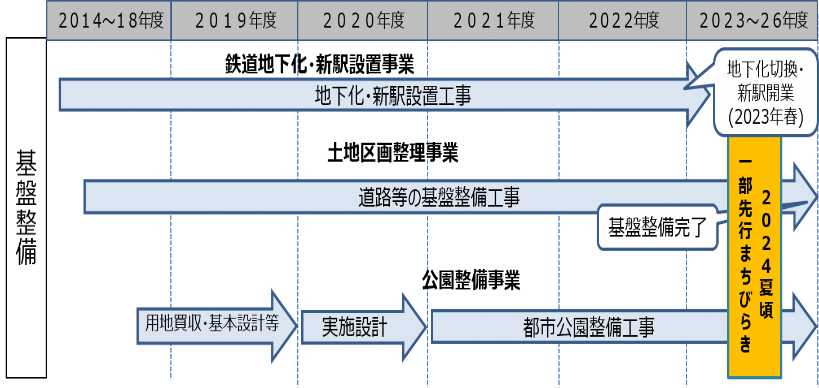 2014～18年度
2019年度
2020年度
2021年度
2022年度
2023～26年度
基盤整備
鉄道地下化・新駅設置事業
地下化・新駅設置工事
地下化切換・
新駅開業
(2023年春)
土地区画整理事業
道路等の基盤整備工事
基盤整備完了
2024夏頃
一部先行まちびらき
公園整備事業
用地買収・基本設計等
実施設計
都市公園整備工事